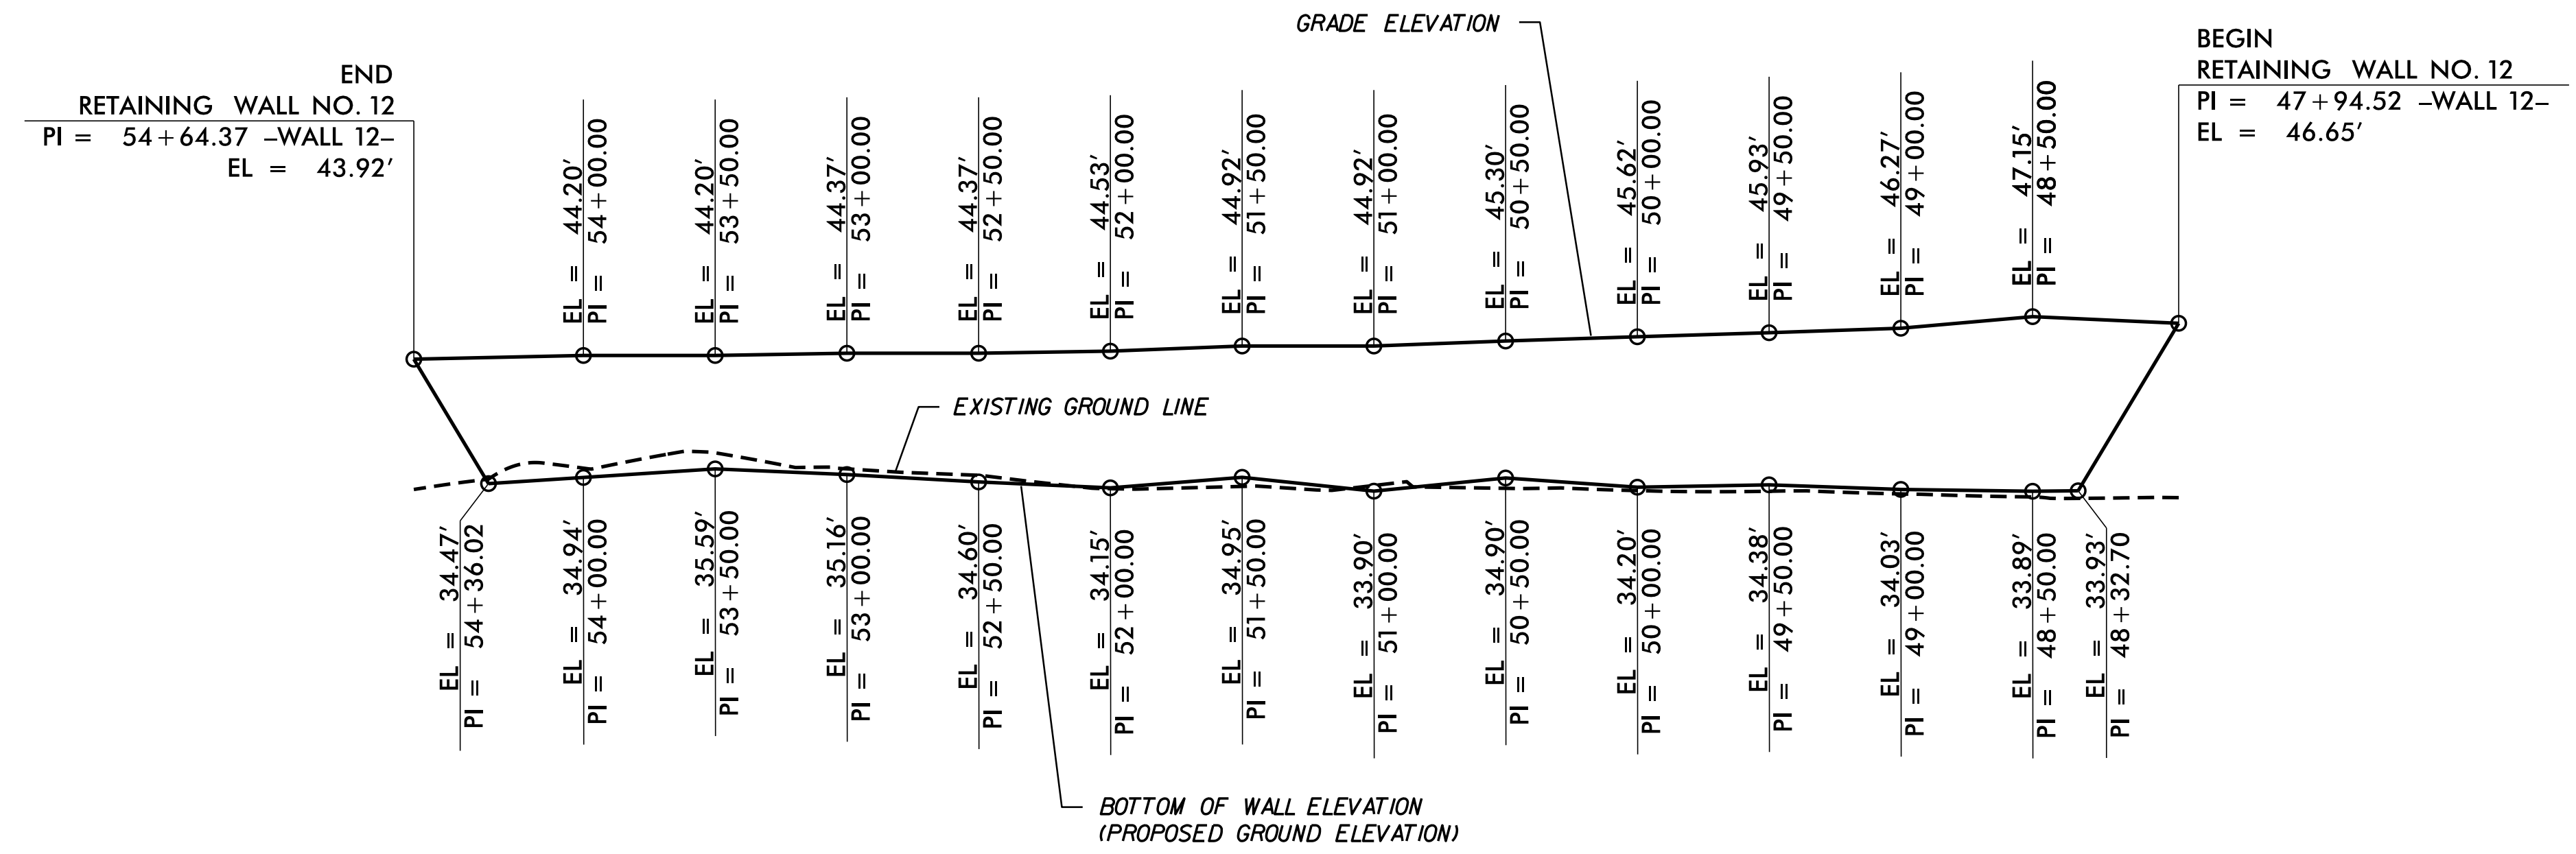 GRADE ELEVATION
BEGIN
RETAINING WALL NO. 12
PI = 47+94.52 –WALL 12–
EL = 46.65′
END
RETAINING WALL NO. 12
PI = 54+64.37 –WALL 12–
EL = 43.92′
EL = 44.20′
PI = 54+00.00
EL = 44.20′
PI = 53+50.00
EL = 44.37′
PI = 53+00.00
EL = 44.37′
PI = 52+50.00
EL = 44.53′
PI = 52+00.00
EL = 44.92′
PI = 51+50.00
EL = 44.92′
PI = 51+00.00
EL = 45.30′
PI = 50+50.00
EL = 45.62′
PI = 50+00.00
EL = 45.93′
PI = 49+50.00
EL = 46.27′
PI = 49+00.00
EL = 47.15′
PI = 48+50.00
EXISTING GROUND LINE
EL = 34.47′
PI = 54+36.02
EL = 34.94′
PI = 54+00.00
EL = 35.59′
PI = 53+50.00
EL = 35.16′
PI = 53+00.00
EL = 34.60′
PI = 52+50.00
EL = 34.15′
PI = 52+00.00
EL = 34.95′
PI = 51+50.00
EL = 33.90′
PI = 51+00.00
EL = 34.90′
PI = 50+50.00
EL = 34.20′
PI = 50+00.00
EL = 34.38′
PI = 49+50.00
EL = 34.03′
PI = 49+00.00
EL = 33.89′
PI = 48+50.00
EL = 33.93′
PI = 48+32.70
BOTTOM OF WALL ELEVATION
(PROPOSED GROUND ELEVATION)